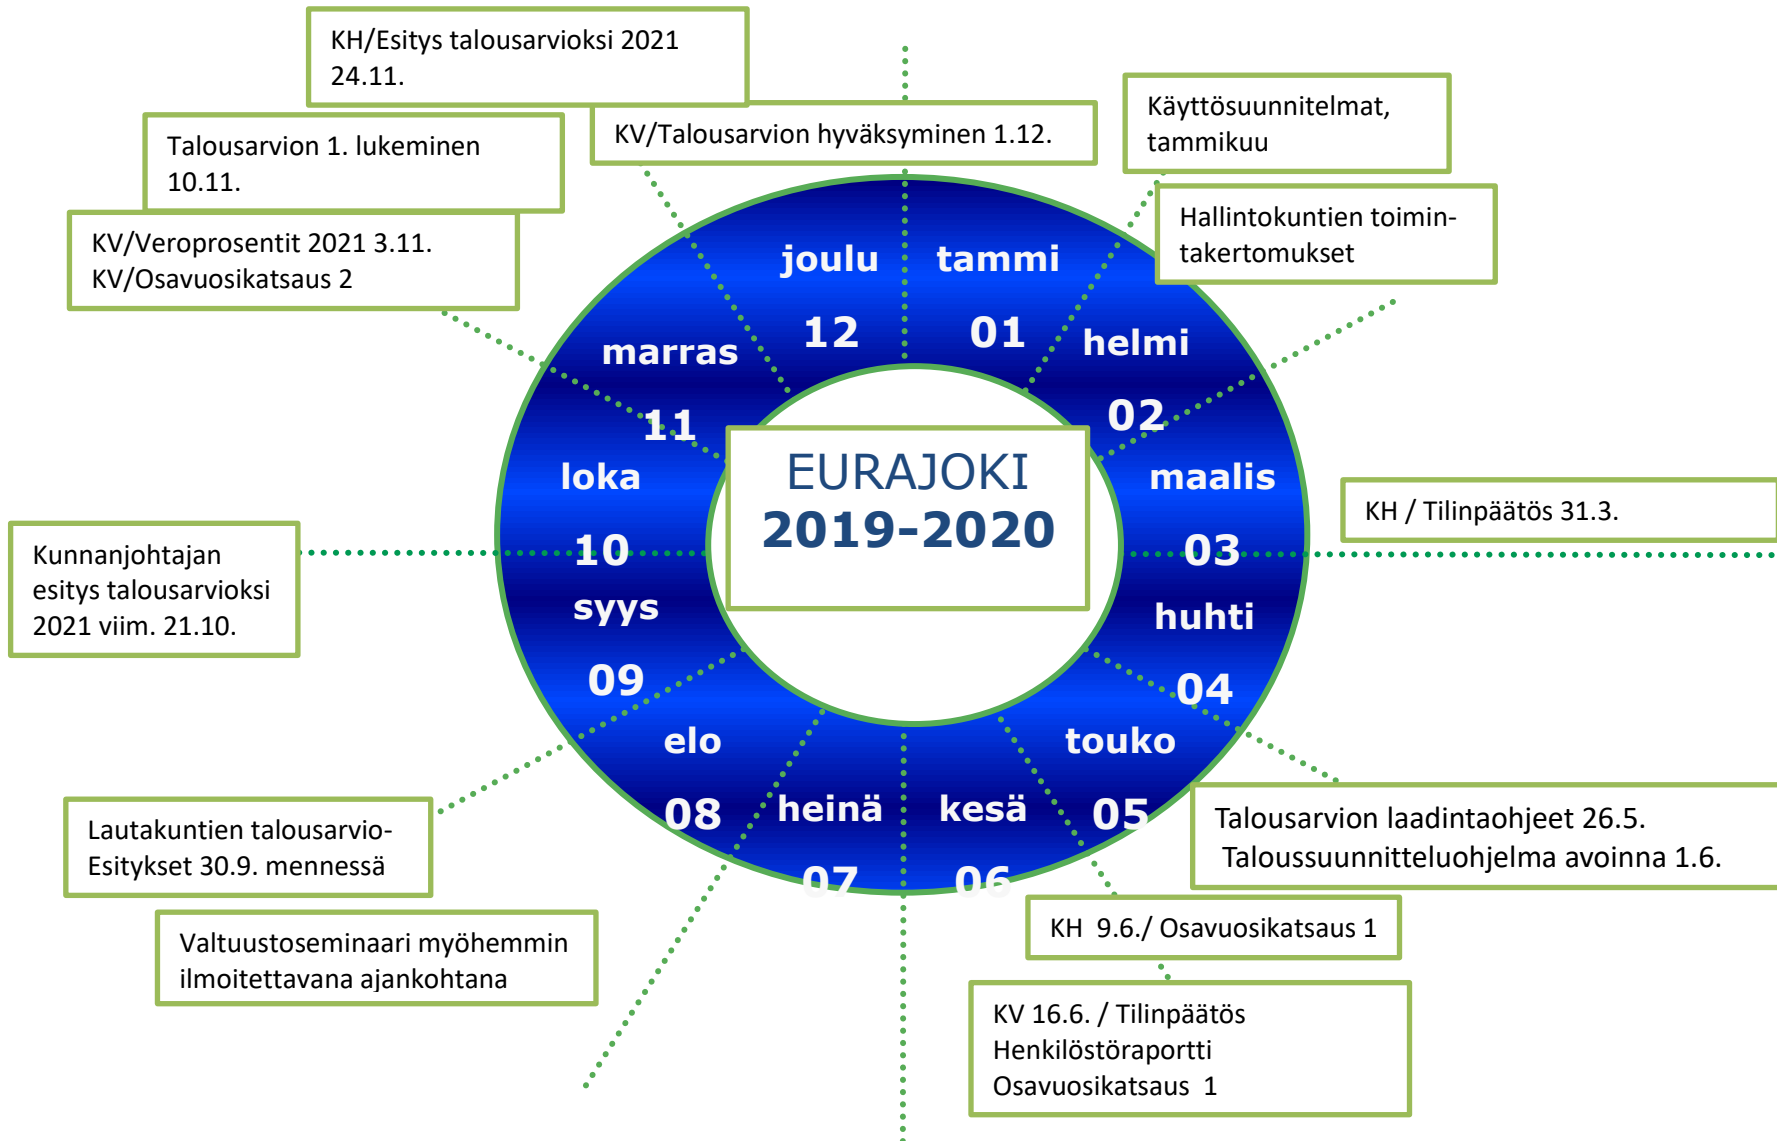 KH/Esitys talousarvioksi 2021
24.11.
KV/Talousarvion hyväksyminen 1.12.
Käyttösuunnitelmat,
tammikuu
Talousarvion 1. lukeminen
10.11.
Hallintokuntien toimin-
takertomukset
KV/Veroprosentit 2021 3.11.
KV/Osavuosikatsaus 2
joulu
12
tammi
01
helmi
02
marras
11
loka
10
maalis
03
EURAJOKI
2019-2020
KH / Tilinpäätös 31.3.
Kunnanjohtajan
esitys talousarvioksi
2021 viim. 21.10.
syys
09
huhti
04
elo
08
touko
05
heinä
07
kesä
06
Lautakuntien talousarvio-
Esitykset 30.9. mennessä
Talousarvion laadintaohjeet 26.5.
Taloussuunnitteluohjelma avoinna 1.6.
Valtuustoseminaari myöhemmin
ilmoitettavana ajankohtana
KH 9.6./ Osavuosikatsaus 1
KV 16.6. / Tilinpäätös
Henkilöstöraportti
Osavuosikatsaus 1